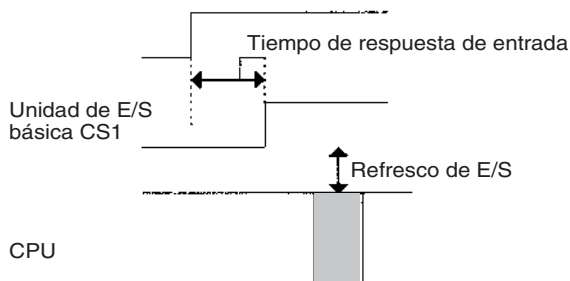 Tiempo de respuesta de entrada
Unidad de E/S
básica CS1
Refresco de E/S
CPU